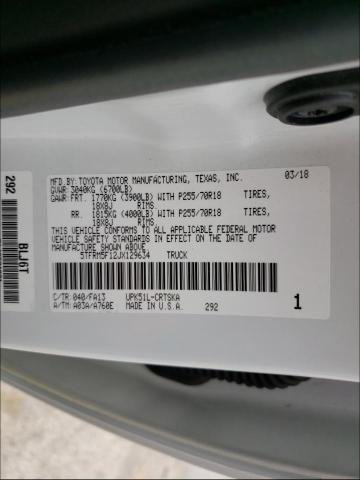 MFD. BY: TOYOTA MOTOR MANUFACTURING, TEXAS, INC. 03/18
GVWR: 3040KG (6700LB)
GAWR: FRT. 1770KG (3900LB) WITH P255/70R18 TIRES,
18X8J RIMS
RR. 1815KG (4000LB) WITH P255/70R18 TIRES,
18X8J RIMS
THIS VEHICLE CONFORMS TO ALL APPLICABLE FEDERAL MOTOR
VEHICLE SAFETY STANDARDS IN EFFECT ON THE DATE OF
MANUFACTURE SHOWN ABOVE.
5TFRM5F12JX129634 TRUCK
C/TR: 040/FA13 UPK51L-CRTSKA
A/TM: A03A/A760E MADE IN U.S.A. 292 1
292
BLJ6T